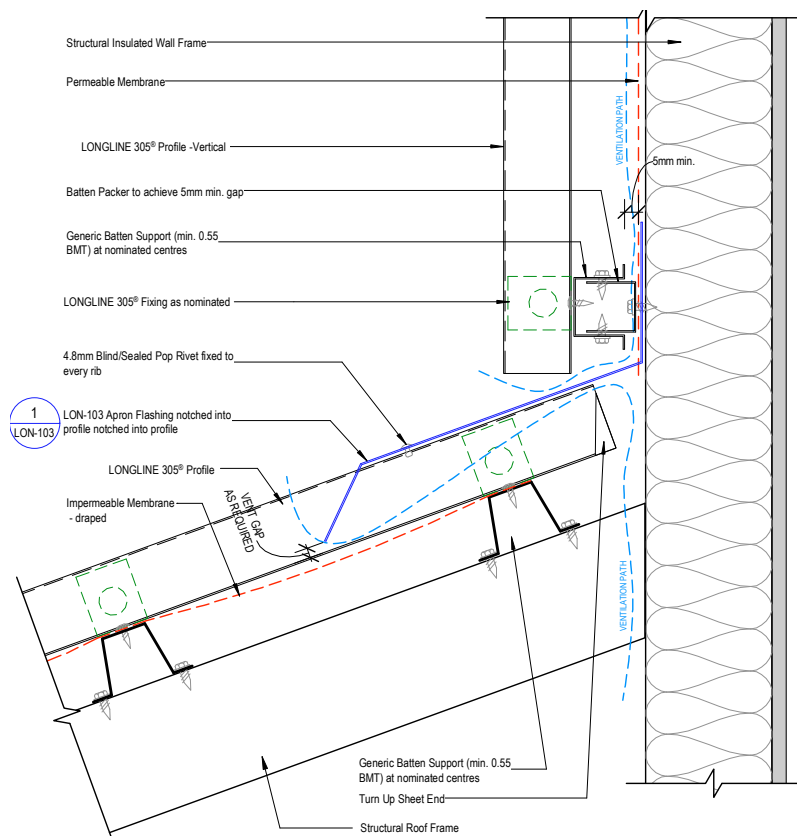 Structural Insulated Wall Frame
Permeable Membrane
VENTILATION PATH
LONGLINE 305® Profile -Vertical
5mm min.
Batten Packer to achieve 5mm min. gap
Generic Batten Support (min. 0.55
BMT) at nominated centres
LONGLINE 305® Fixing as nominated
4.8mm Blind/Sealed Pop Rivet fixed to
every rib
1
LON-103
LON-103 Apron Flashing notched into
profile notched into profile
LONGLINE 305® Profile
Impermeable Membrane
- draped
VENT GAP
AS REQUIRED
VENTILATION PATH
Generic Batten Support (min. 0.55
BMT) at nominated centres
Turn Up Sheet End
Structural Roof Frame